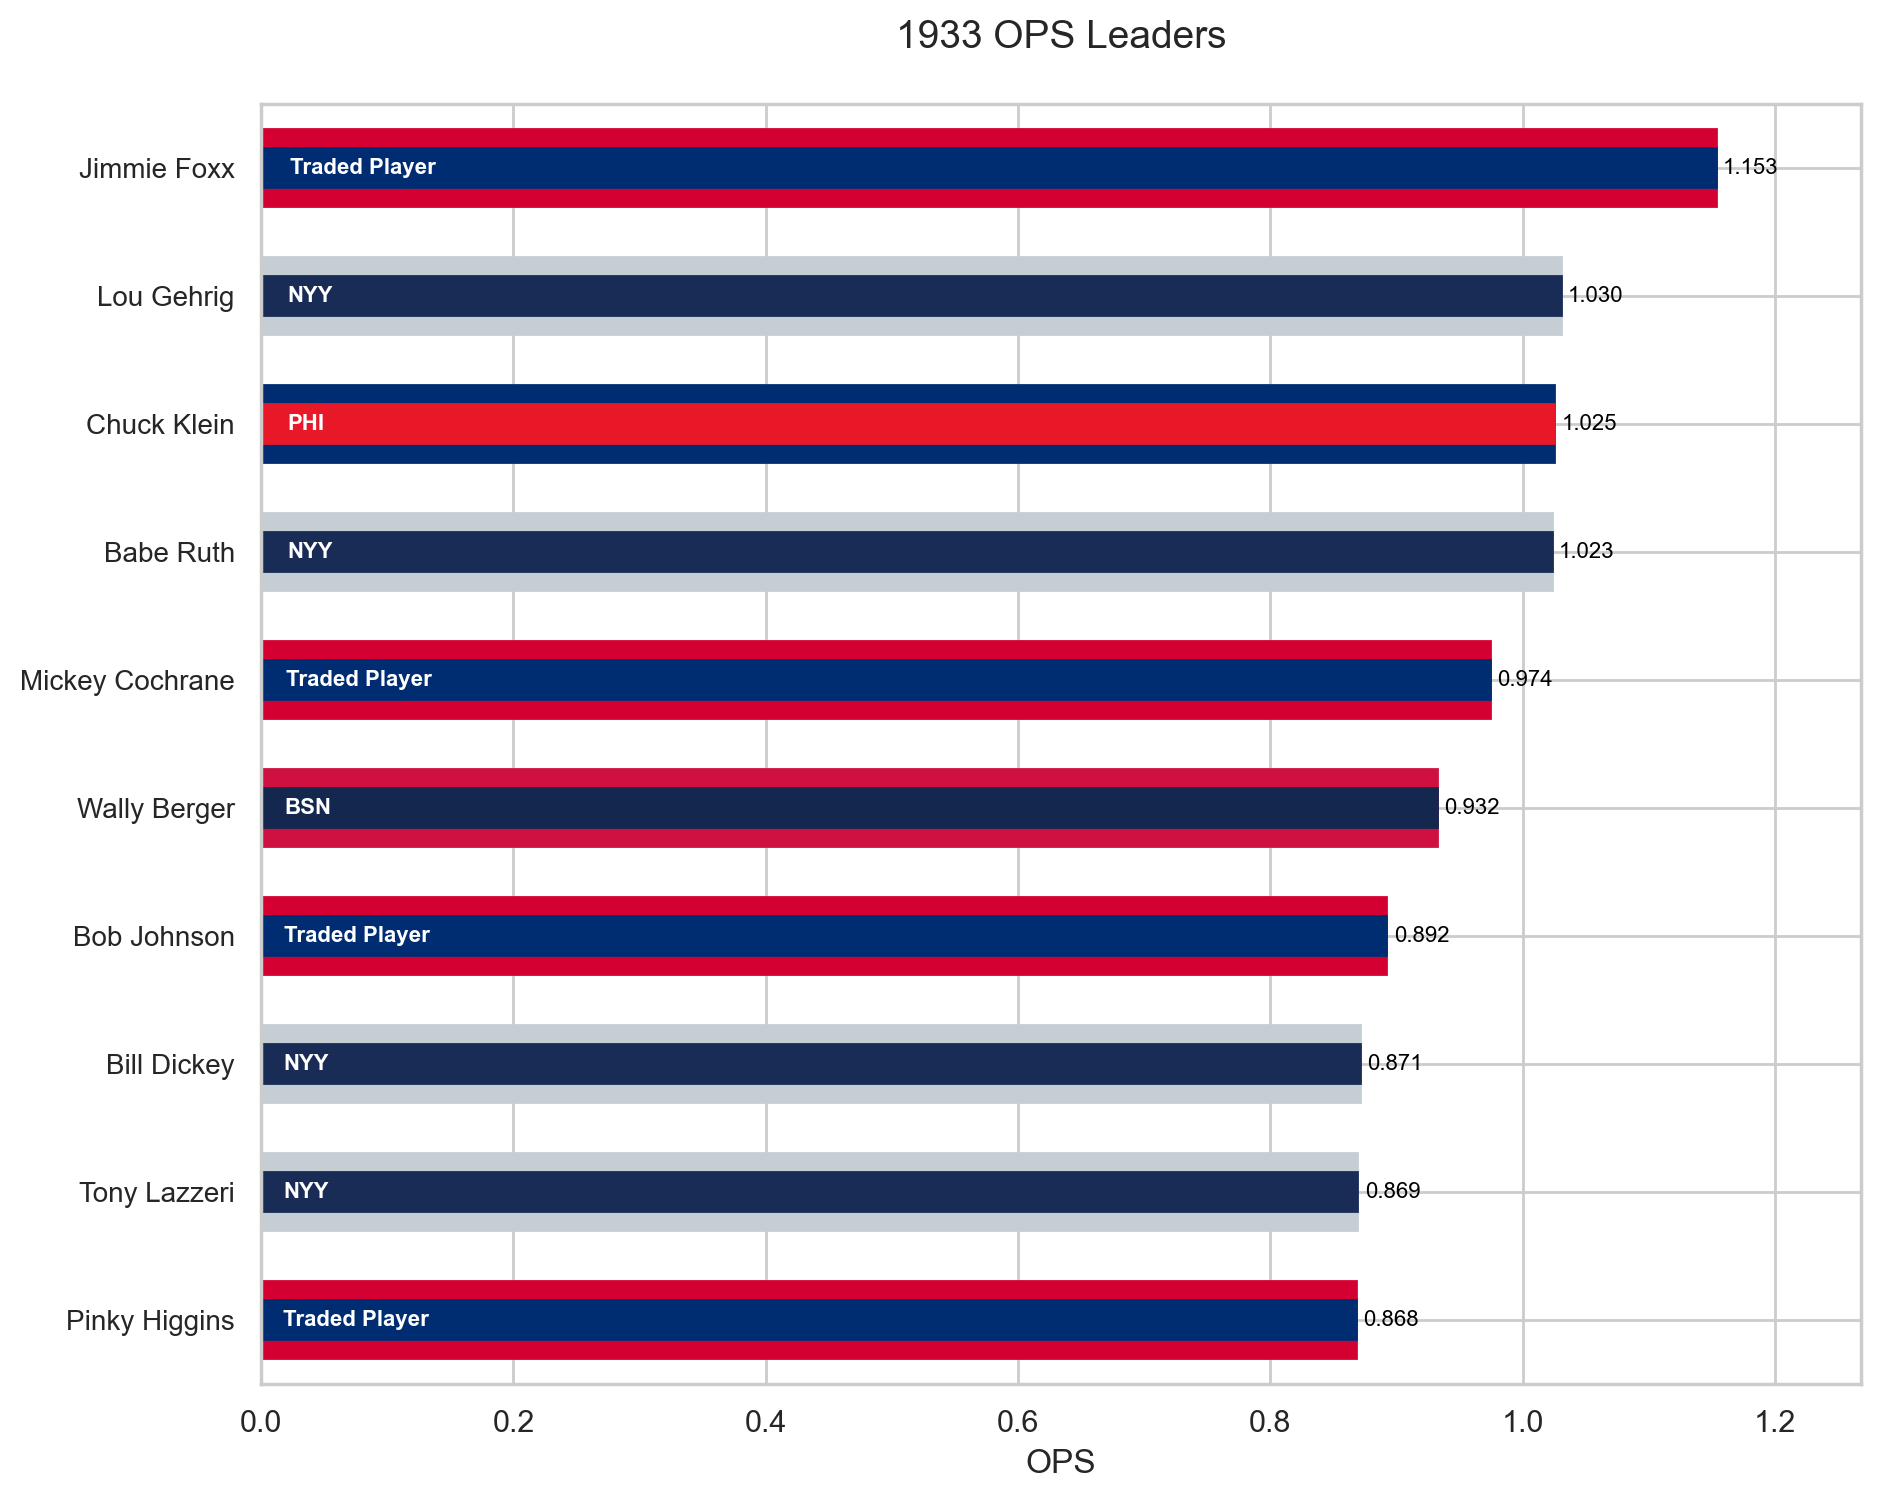 1933 OPS Leaders
Jimmie Foxx Traded Player 1.153
Lou Gehrig NYY 1.030
Chuck Klein PHI 1.025
Babe Ruth NYY 1.023
Mickey Cochrane Traded Player 0.974
Wally Berger BSN 0.932
Bob Johnson Traded Player 0.892
Bill Dickey NYY 0.871
Tony Lazzeri NYY 0.869
Pinky Higgins Traded Player 0.868
0.0 0.2 0.4 0.6 0.8 1.0 1.2
OPS